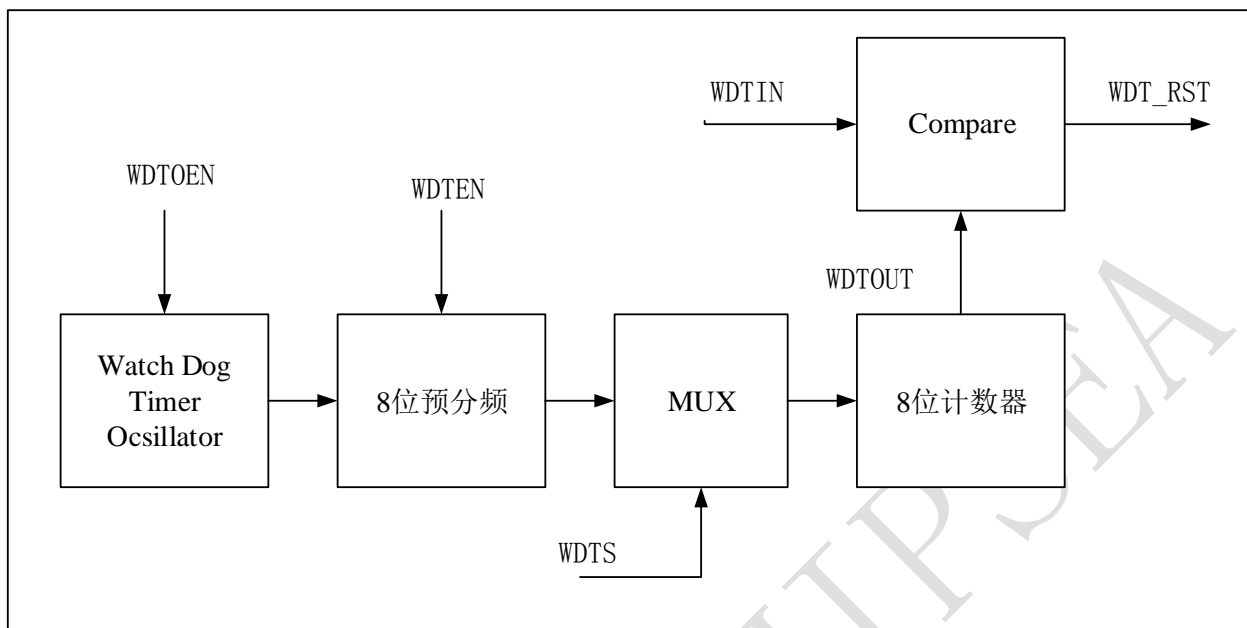 WDTIN
Compare
WDT_RST
WDTOEN
WDTEN
WDTOUT
Watch Dog
Timer
Ocsillator
8位预分频
MUX
8位计数器
WDTS
IPSEA